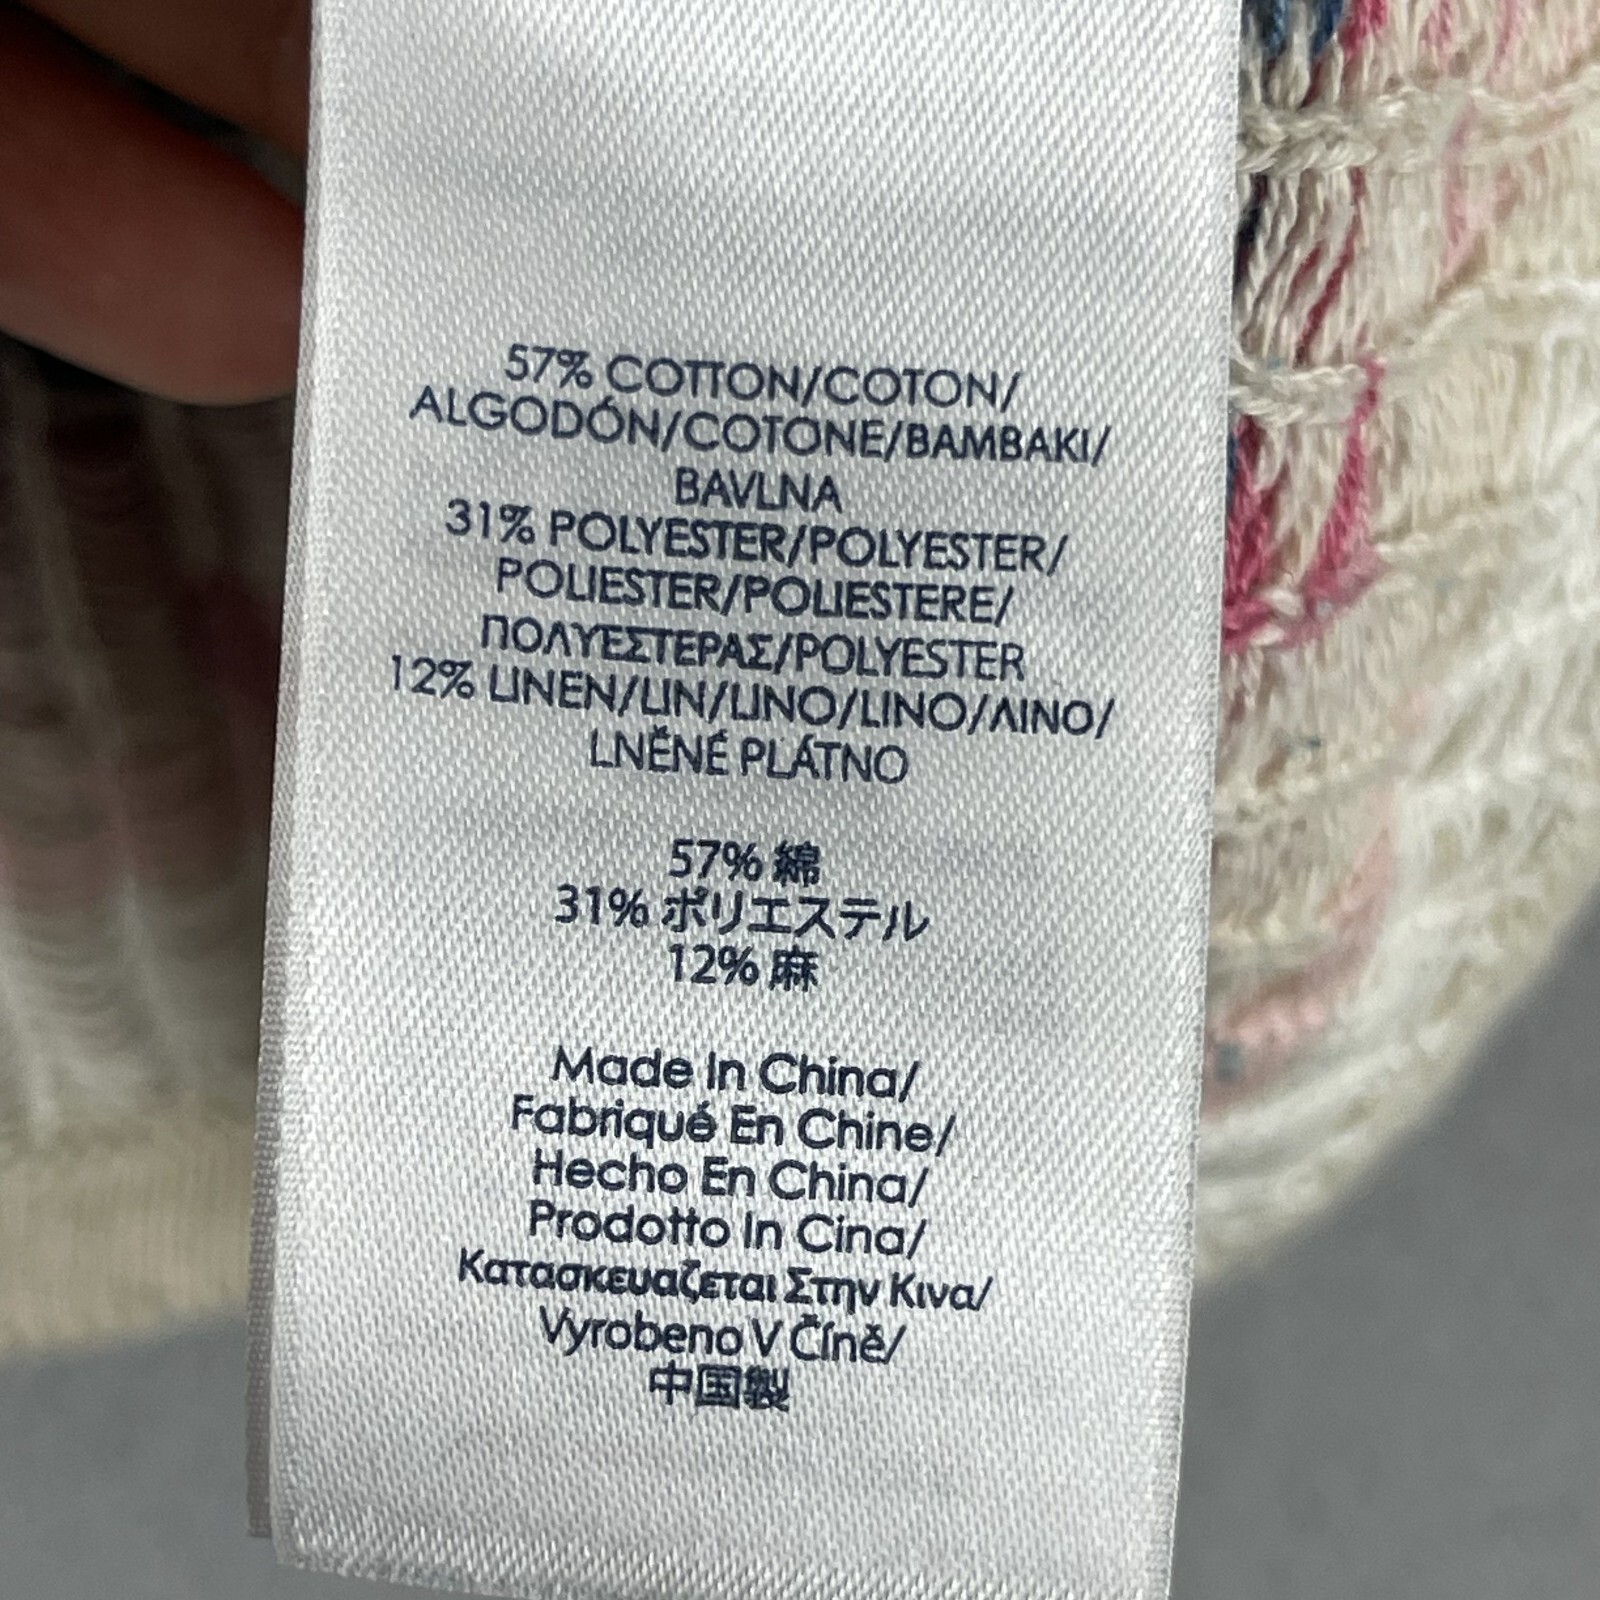 57% COTTON/COTON/
ALGODÓN/COTONE/BAMBAKI/
BAVLNA
31% POLYESTER/POLYESTER/
POLIESTER/POLIESTERE/
ΠΟΛΥΕΣΤΕΡΑΣ/POLYESTER
12% LINEN/LIN/LINO/LINO/ΛΙΝΟ/
LNĚNÉ PLÁTNO
57% 綿
31% ポリエステル
12% 麻
Made In China/
Fabriqué En Chine/
Hecho En China/
Prodotto In Cina/
Κατασκευαζεται Στην Κινα/
Vyrobeno V Číně/
中国製